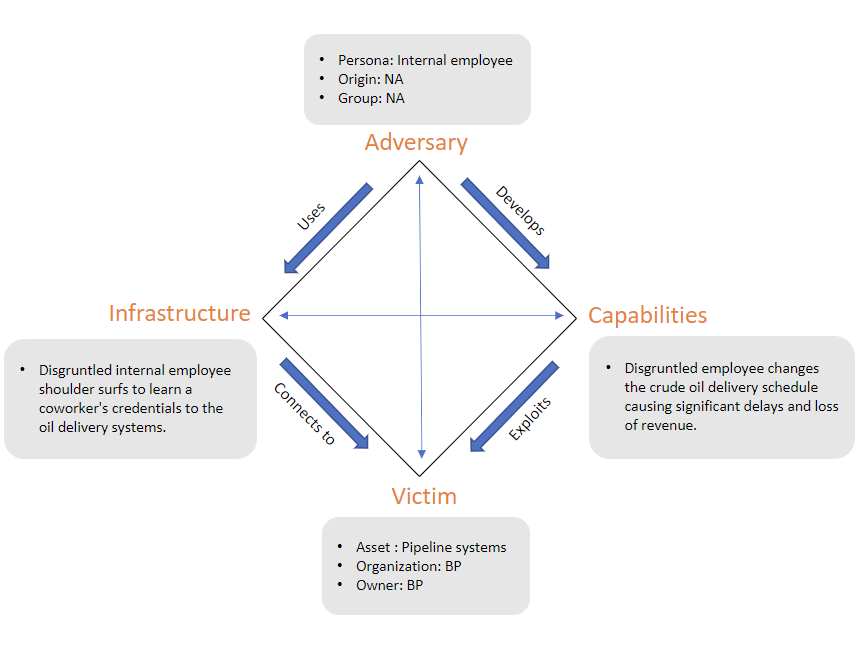 • Persona: Internal employee
• Origin: NA
• Group: NA
Adversary
Uses
Develops
Infrastructure
Capabilities
• Disgruntled internal employee
shoulder surfs to learn a
coworker's credentials to the
oil delivery systems.
• Disgruntled employee changes
the crude oil delivery schedule
causing significant delays and loss
of revenue.
Connects to
Exploits
Victim
• Asset : Pipeline systems
• Organization: BP
• Owner: BP